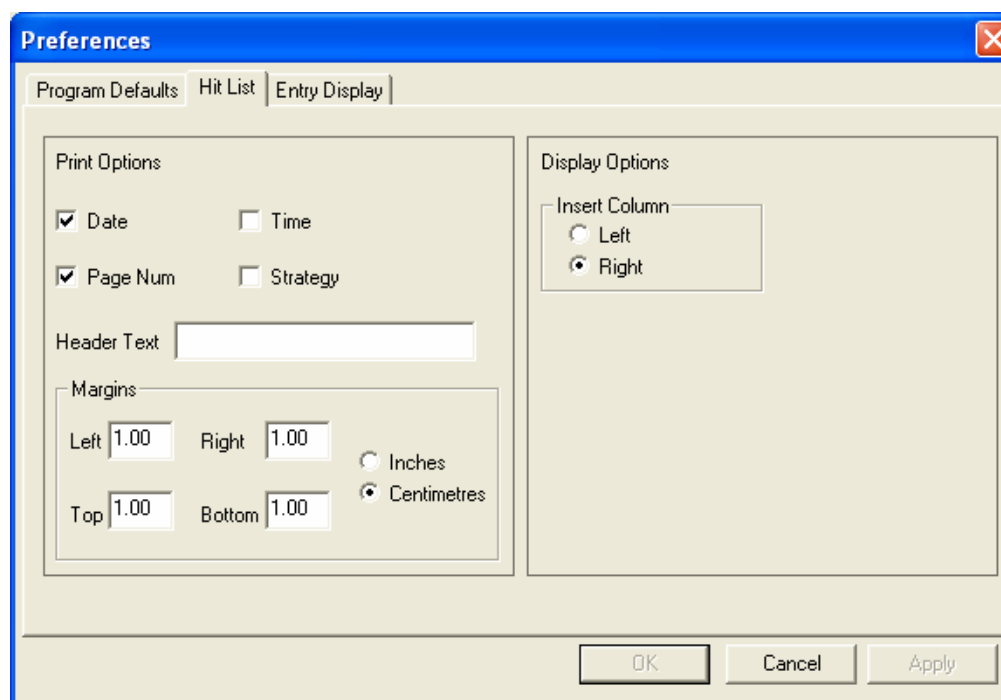 Preferences
Program Defaults Hit List Entry Display
Print Options
Date Time
Page Num Strategy
Header Text
Margins
Left 1.00 Right 1.00
Inches
Centimetres
Top 1.00 Bottom 1.00
Display Options
Insert Column
Left
Right
OK Cancel Apply